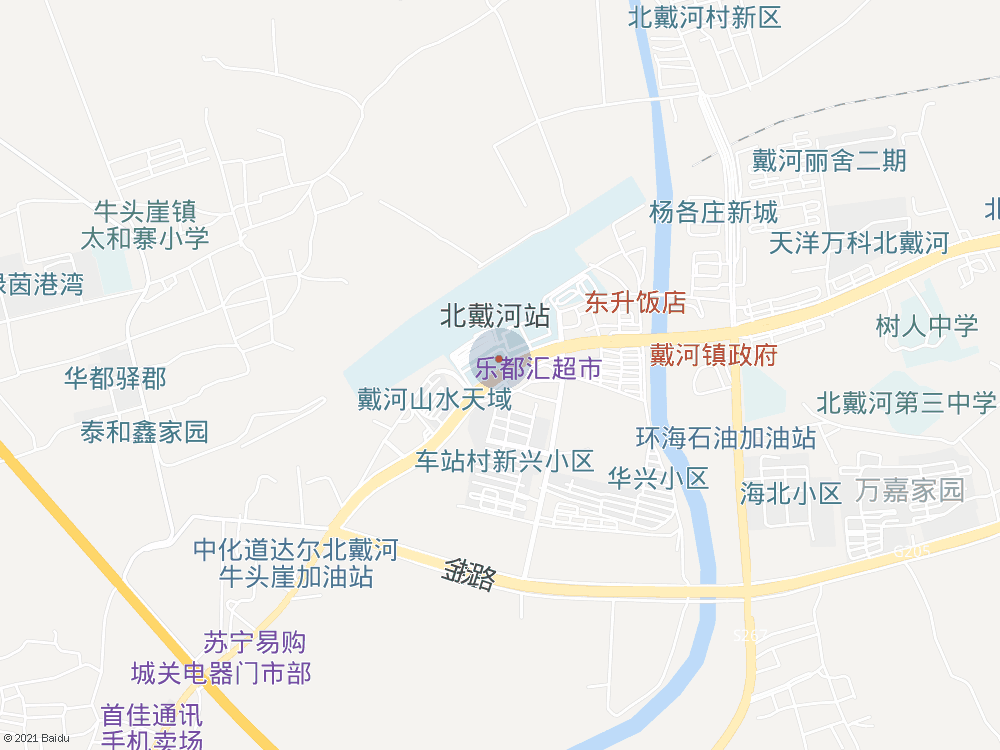 北戴河村新区
戴河丽舍二期
牛头崖镇
太和寨小学
杨各庄新城
北
天洋万科北戴河
绿茵港湾
东升饭店
北戴河站
树人中学
戴河镇政府
乐都汇超市
华都驿郡
戴河山水天域
北戴河第三中学
泰和鑫家园
环海石油加油站
车站村新兴小区
华兴小区
海北小区
万嘉家园
中化道达尔北戴河
牛头崖加油站
G205
路
S267
苏宁易购
城关电器门市部
首佳通讯
手机卖场
© 2021 Baidu